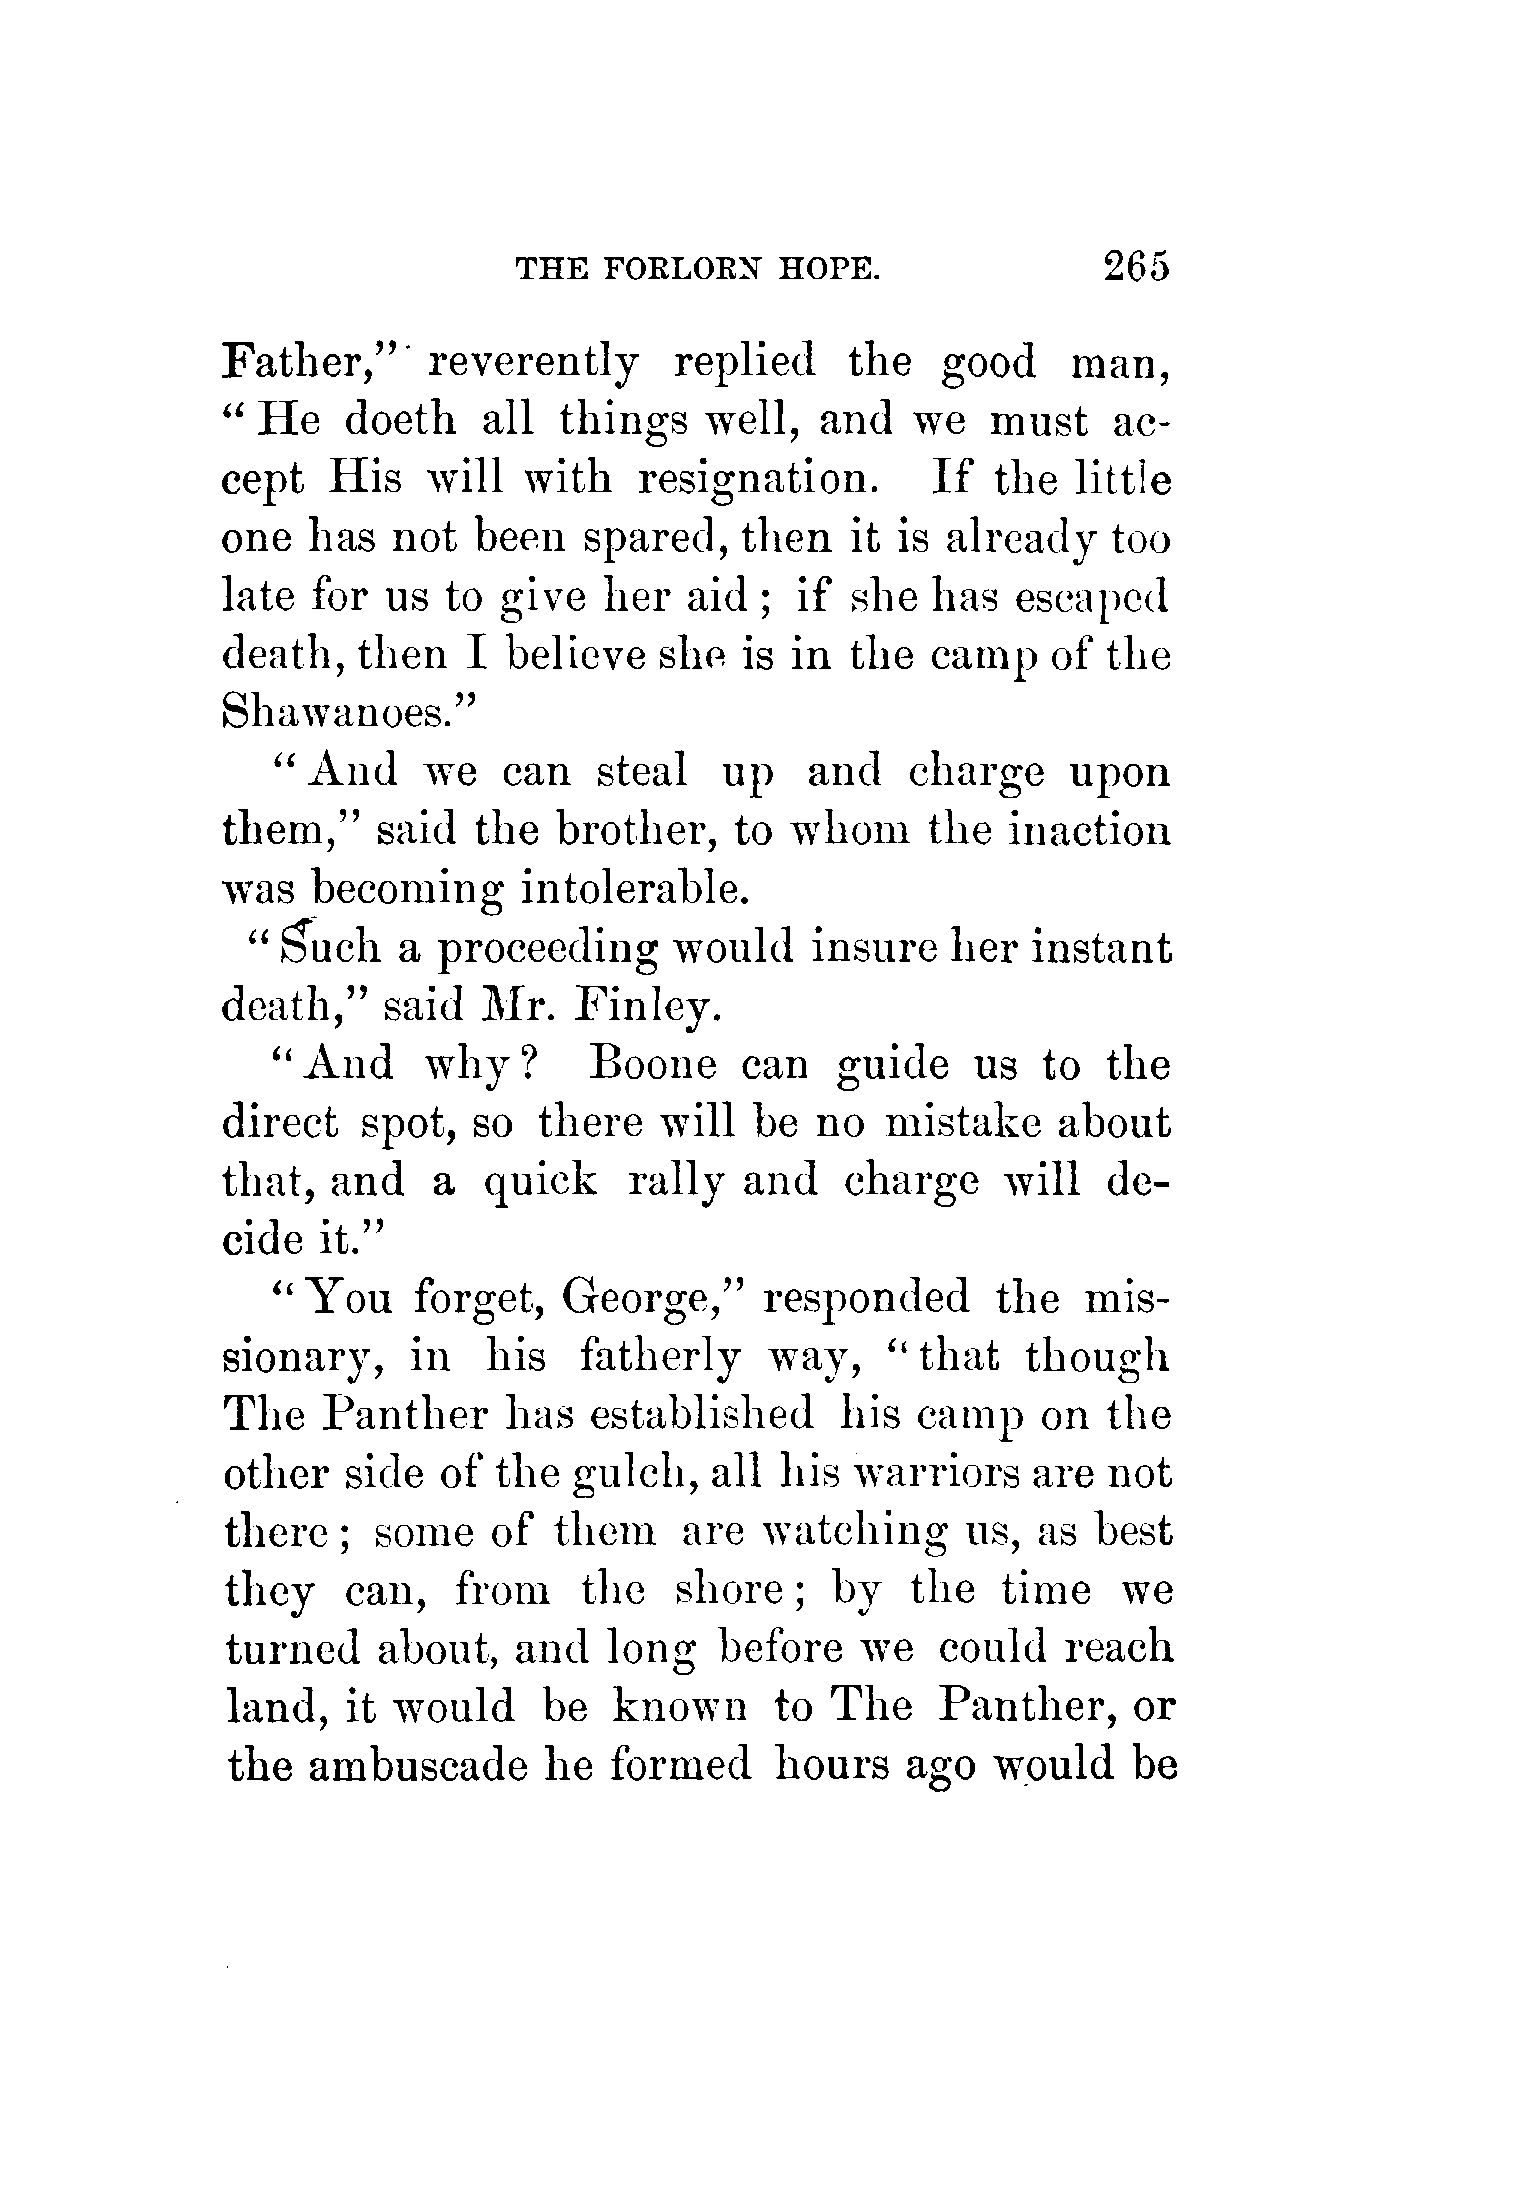 THE FORLORN HOPE. 265
Father," reverently replied the good man,
"He doeth all things well, and we must ac-
cept His will with resignation. If the little
one has not been spared, then it is already too
late for us to give her aid; if she has escaped
death, then I believe she is in the camp of the
Shawanoes."
"And we can steal up and charge upon
them," said the brother, to whom the inaction
was becoming intolerable.
"Such a proceeding would insure her instant
death," said Mr. Finley.
"And why? Boone can guide us to the
direct spot, so there will be no mistake about
that, and a quick rally and charge will de-
cide it."
"You forget, George," responded the mis-
sionary, in his fatherly way, "that though
The Panther has established his camp on the
other side of the gulch, all his warriors are not
there; some of them are watching us, as best
they can, from the shore; by the time we
turned about, and long before we could reach
land, it would be known to The Panther, or
the ambuscade he formed hours ago would be